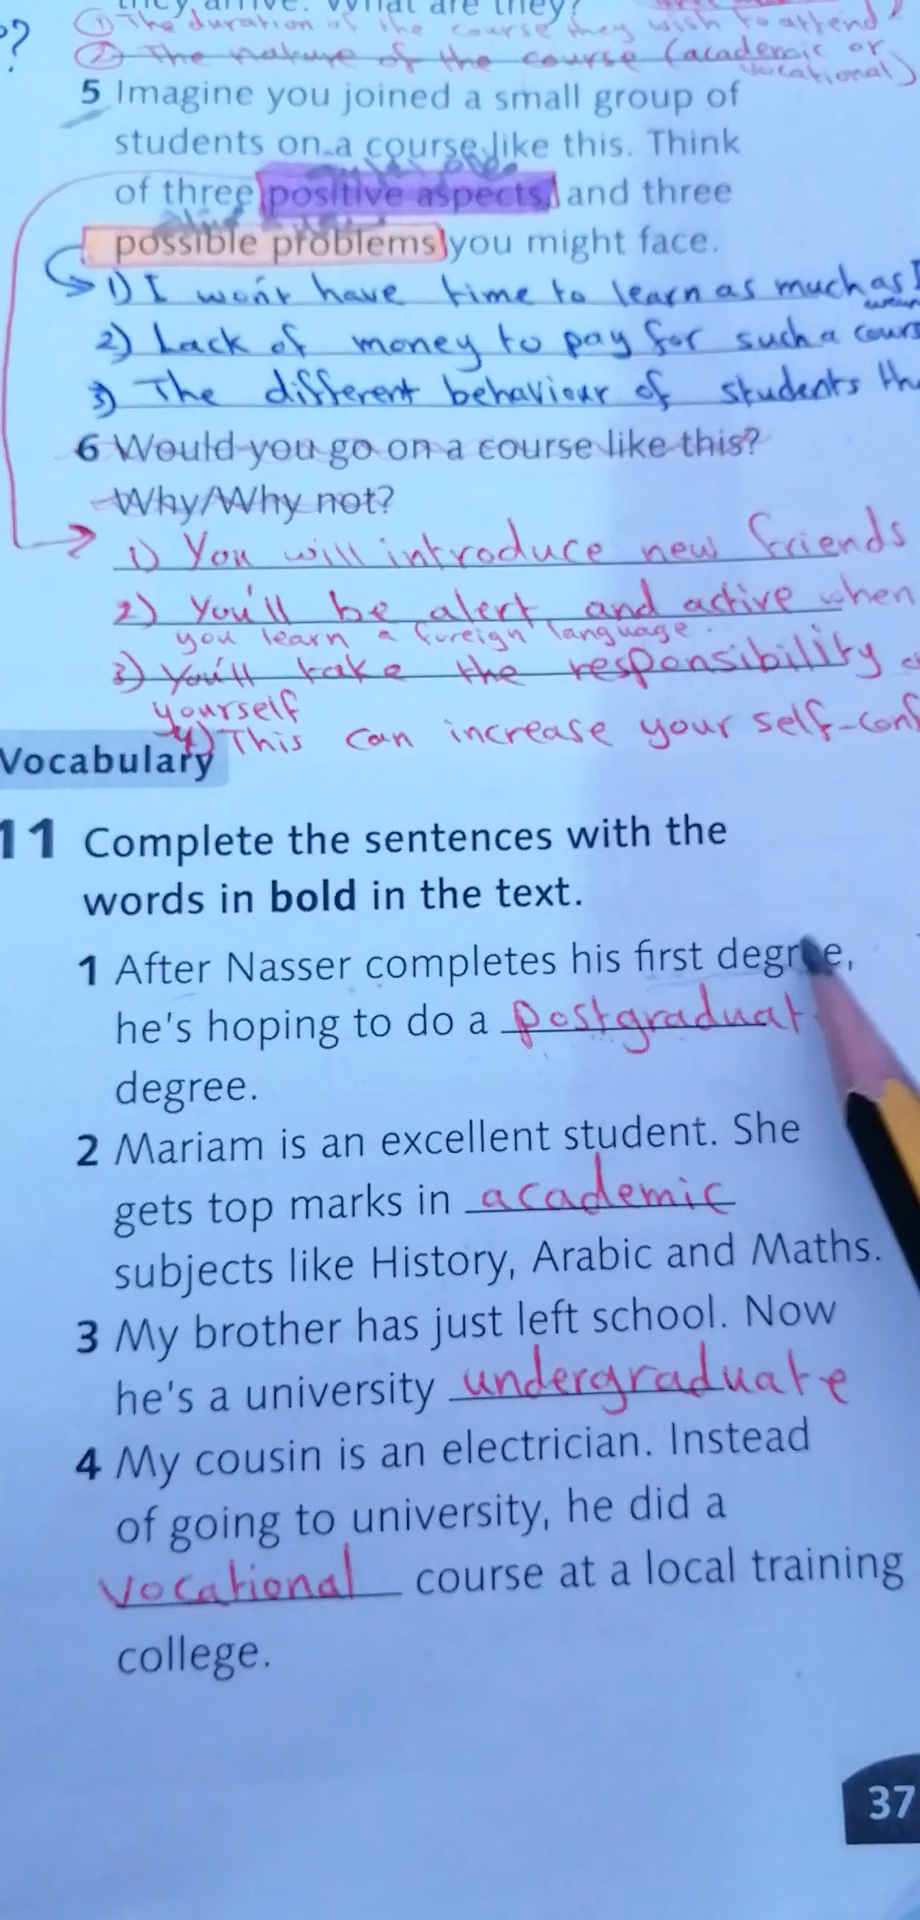 they arrive. What are they?
① The duration of the course they wish to attend
② The nature of the course (academic or
vocational)
5 Imagine you joined a small group of
students on a course like this. Think
of three positive aspects, and three
possible problems you might face.
1) I won't have time to learn as much as I
2) Lack of money to pay for such a cours
3) The different behaviour of students th
6 Would you go on a course like this?
Why/Why not?
1) You will introduce new friends
2) You'll be alert and active when
you learn a foreign language.
3) You'll take the responsibility
yourself
4) This can increase your self-conf
Vocabulary
11 Complete the sentences with the
words in bold in the text.
1 After Nasser completes his first degree,
he's hoping to do a postgraduat
degree.
2 Mariam is an excellent student. She
gets top marks in academic
subjects like History, Arabic and Maths.
3 My brother has just left school. Now
he's a university undergraduate
4 My cousin is an electrician. Instead
of going to university, he did a
vocational course at a local training
college.
37